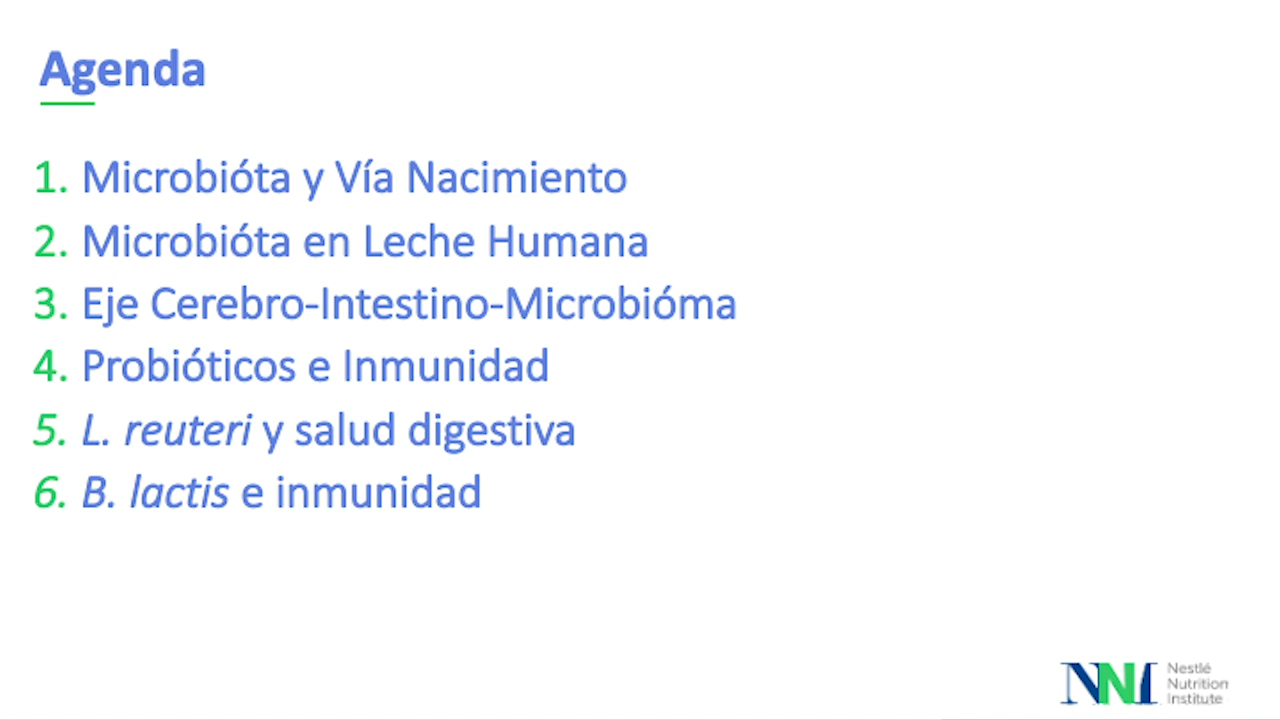 Agenda
1. Microbióta y Vía Nacimiento
2. Microbióta en Leche Humana
3. Eje Cerebro-Intestino-Microbióma
4. Probióticos e Inmunidad
5. L. reuteri y salud digestiva
6. B. lactis e inmunidad
NNI
Nestlé
Nutrition
Institute